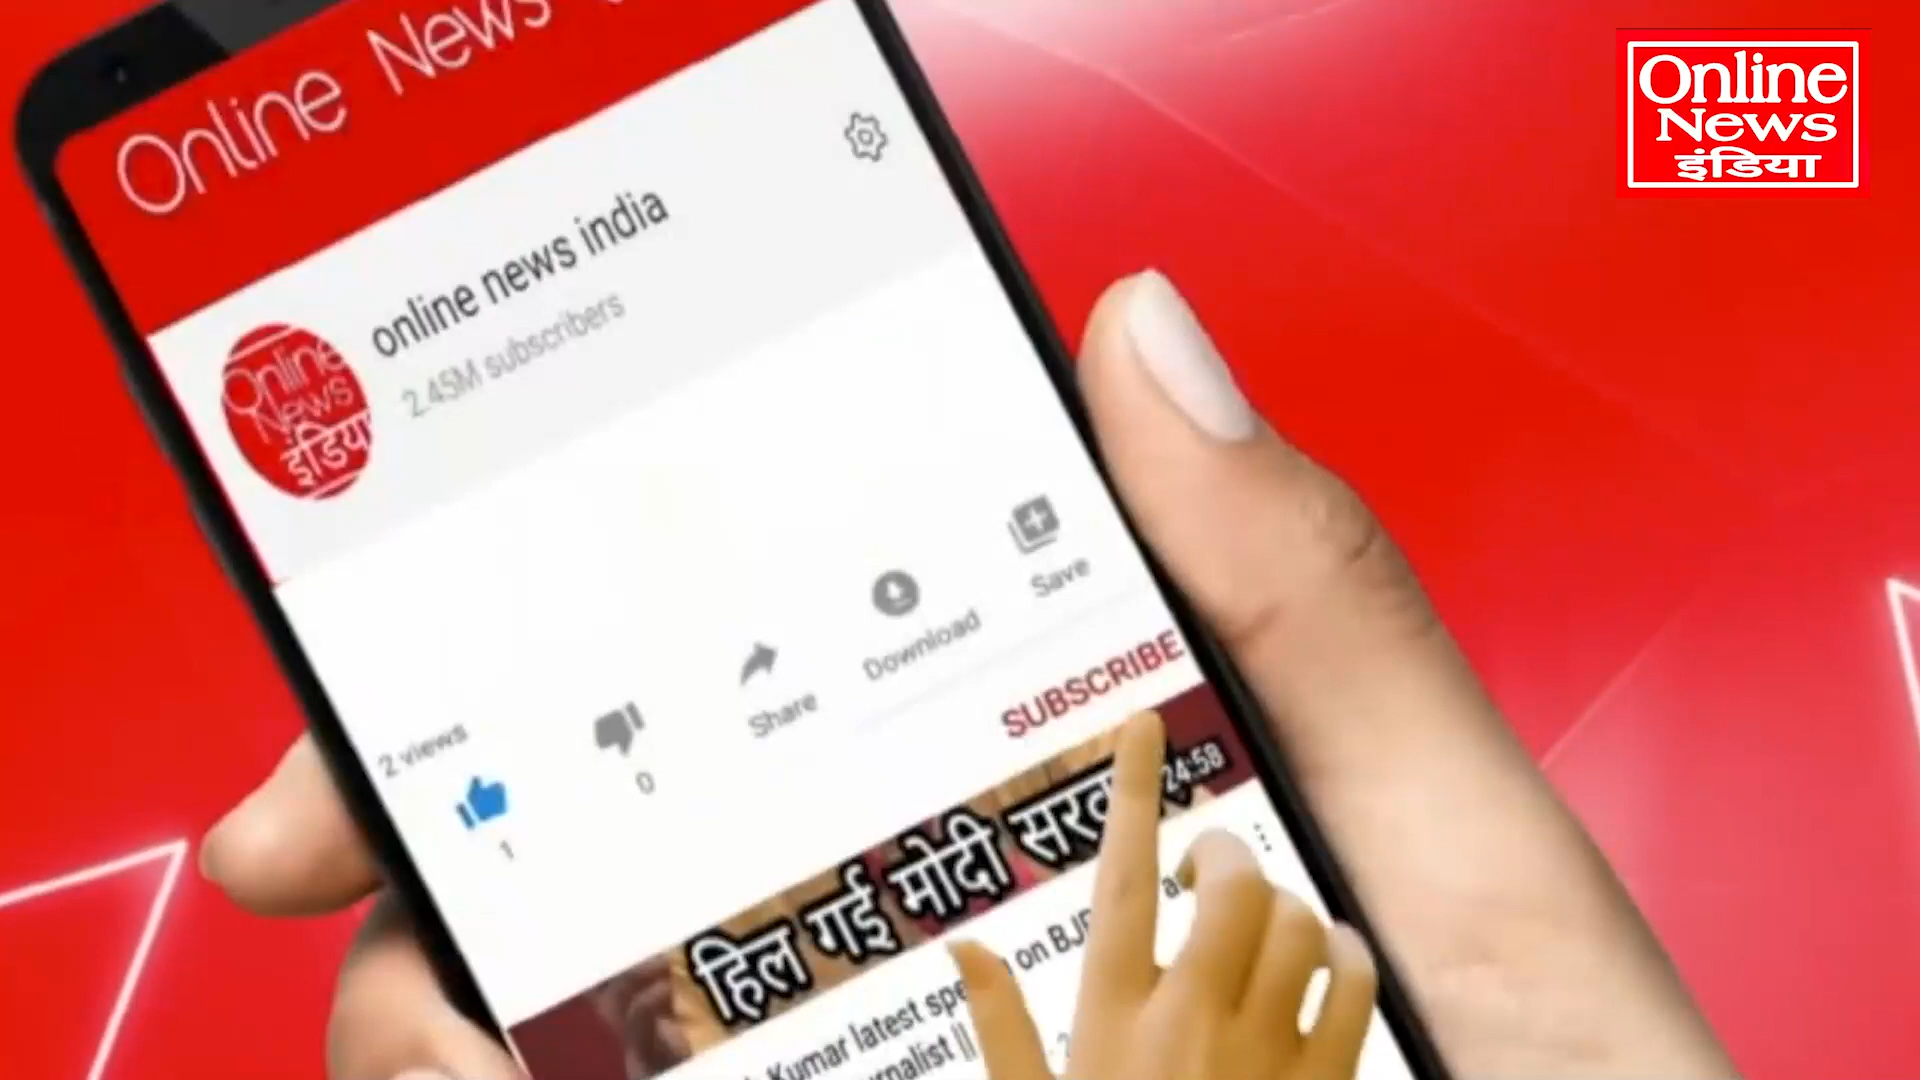 Online News
Online
News
इंडिया
online news india
2.45M subscribers
Online
News
इंडिया
Save
Download
Share
SUBSCRIBE
2 views
0
1
24:58
हिल गई मोदी
on
Kumar latest